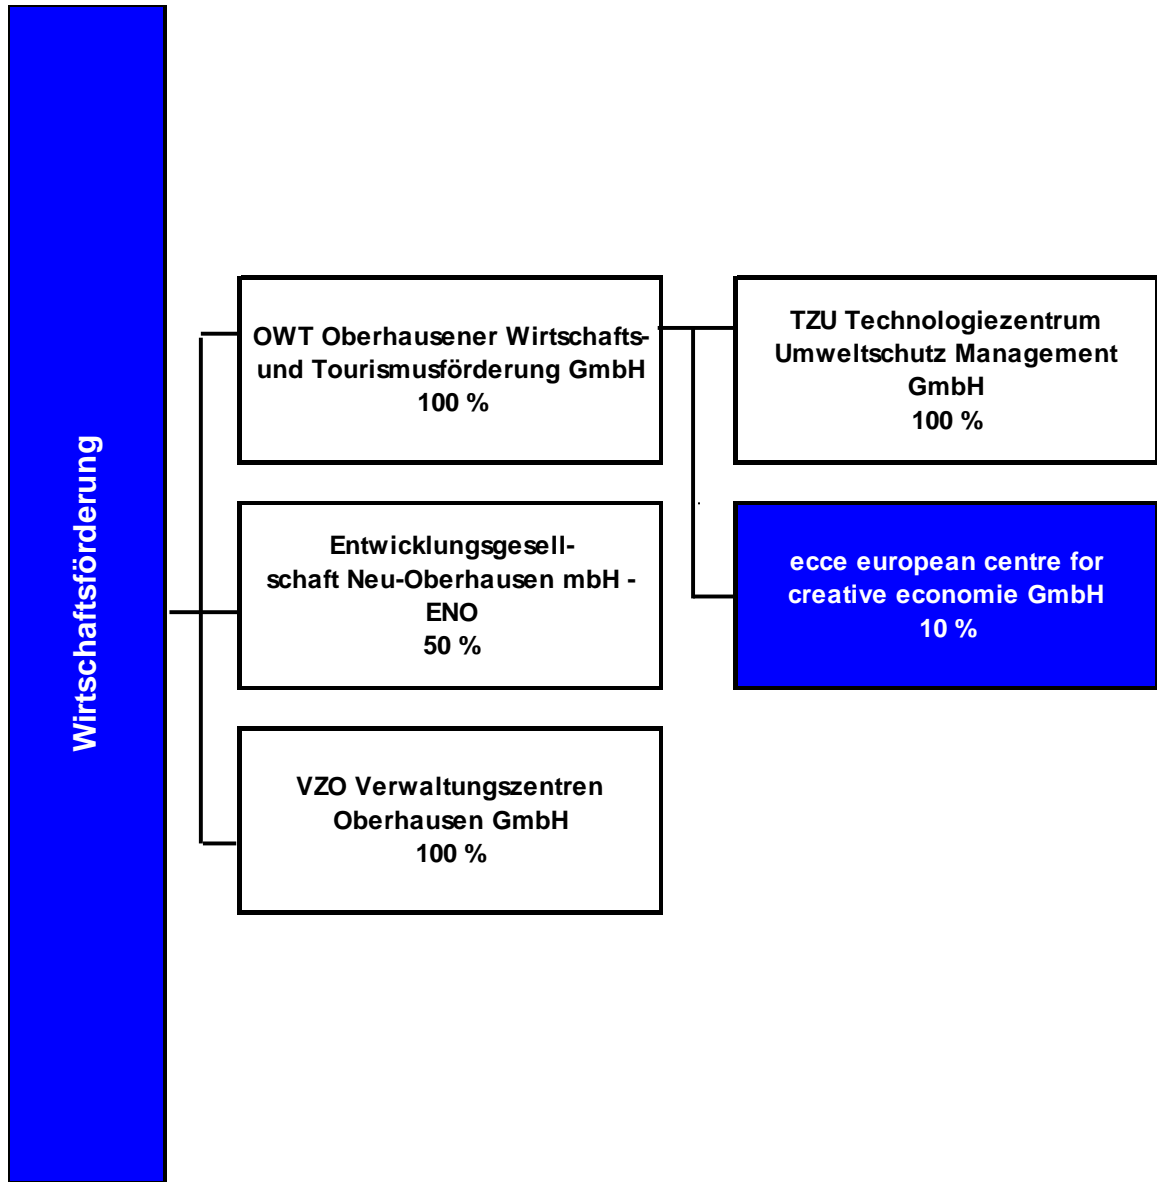 Wirtschaftsförderung
OWT Oberhausener Wirtschafts-
und Tourismusförderung GmbH
100 %
Entwicklungsgesell-
schaft Neu-Oberhausen mbH -
ENO
50 %
VZO Verwaltungszentren
Oberhausen GmbH
100 %
TZU Technologiezentrum
Umweltschutz Management
GmbH
100 %
ecce european centre for
creative economie GmbH
10 %